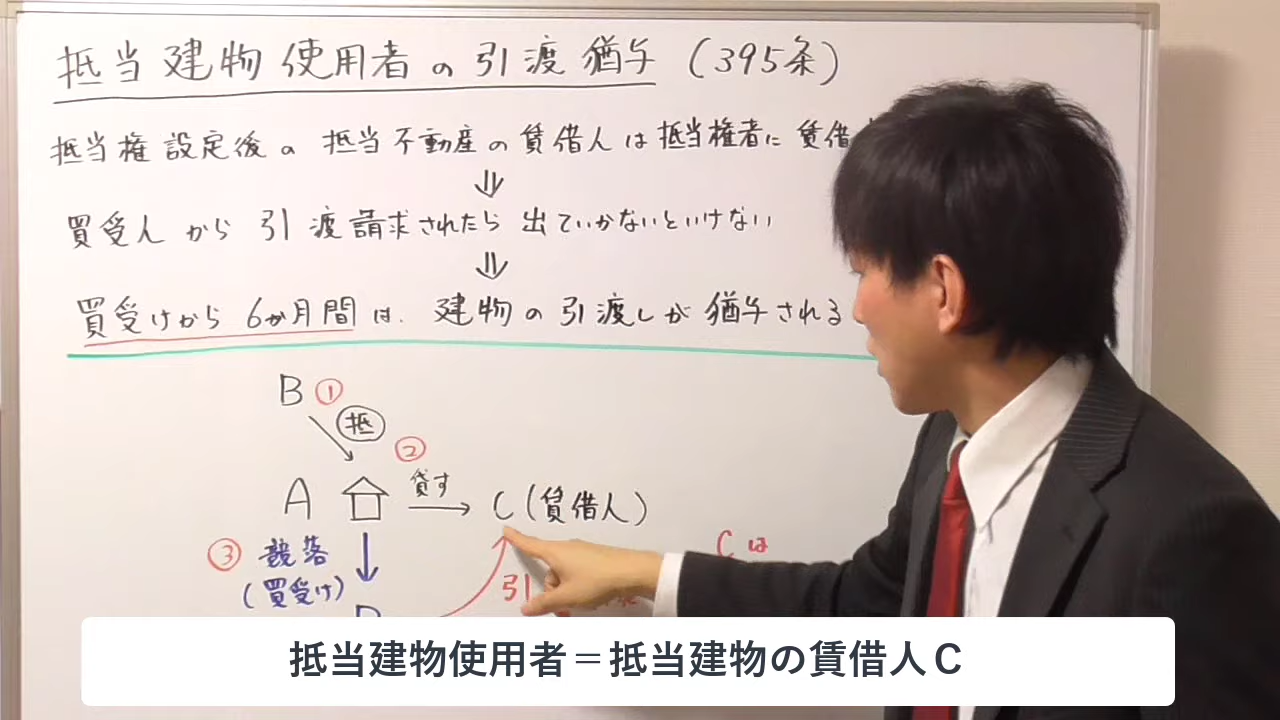 抵当建物使用者の引渡猶予(395条)
抵当権設定後の抵当不動産の賃借人は抵当権者に賃借
⇓
買受人から引渡請求されたら出ていかないといけない
⇓
買受けから6か月間は、建物の引渡しが猶予される
B ①
抵
②
A 貸す → C(賃借人)
③ 競落
(買受け)
引
Cは
抵当建物使用者=抵当建物の賃借人C